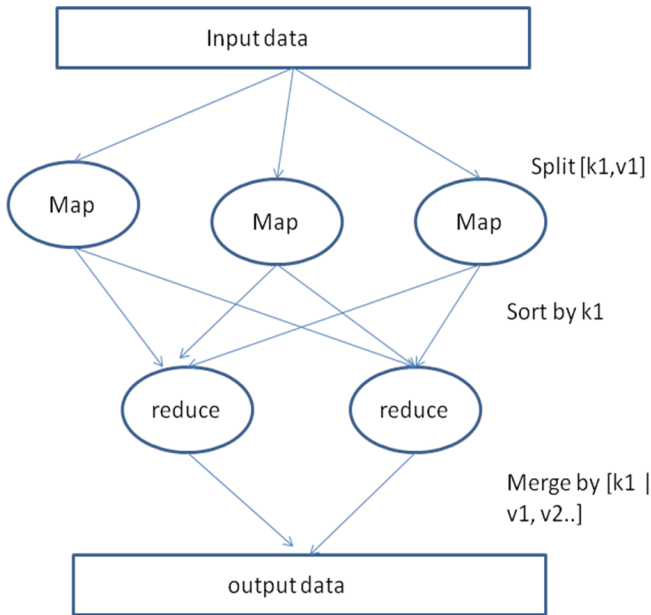 Input data
Split [k1,v1]
Map
Map
Map
Sort by k1
reduce
reduce
Merge by [k1 |
v1, v2..]
output data